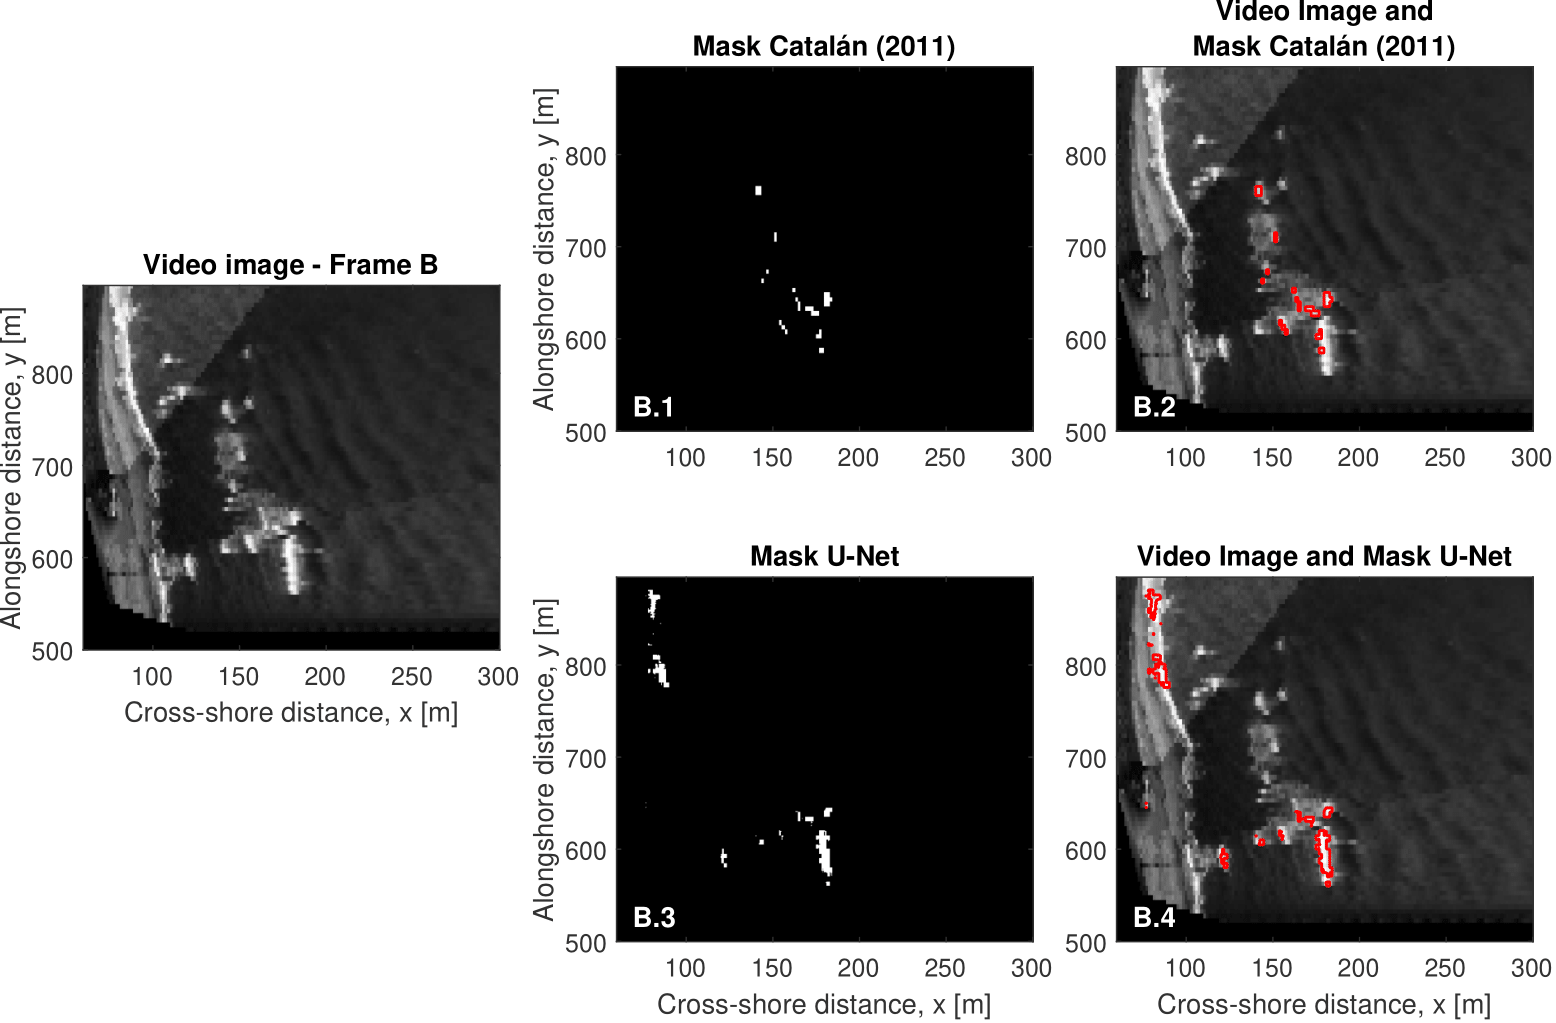 Video image - Frame B
Alongshore distance, y [m]
800
700
600
500
100 150 200 250 300
Cross-shore distance, x [m]
Mask Catalán (2011)
Alongshore distance, y [m]
800
700
600
500
B.1
100 150 200 250 300
Video Image and
Mask Catalán (2011)
800
700
600
500
B.2
100 150 200 250 300
Mask U-Net
Alongshore distance, y [m]
800
700
600
500
B.3
100 150 200 250 300
Cross-shore distance, x [m]
Video Image and Mask U-Net
800
700
600
500
B.4
100 150 200 250 300
Cross-shore distance, x [m]